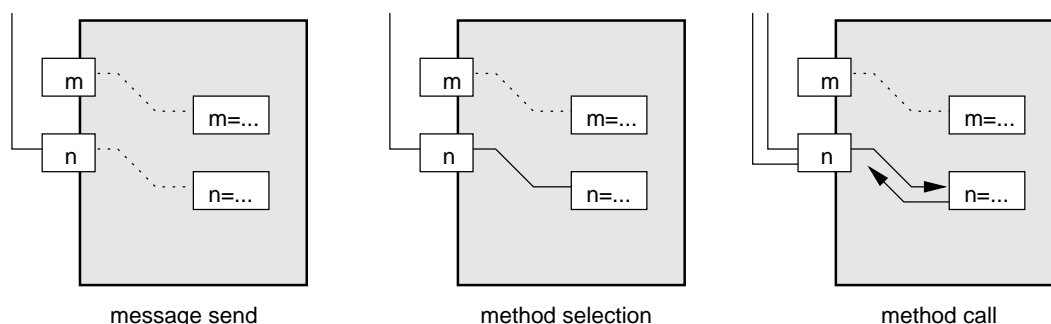 m
m=...
n
n=...
message send
m
m=...
n
n=...
method selection
m
m=...
n
n=...
method call